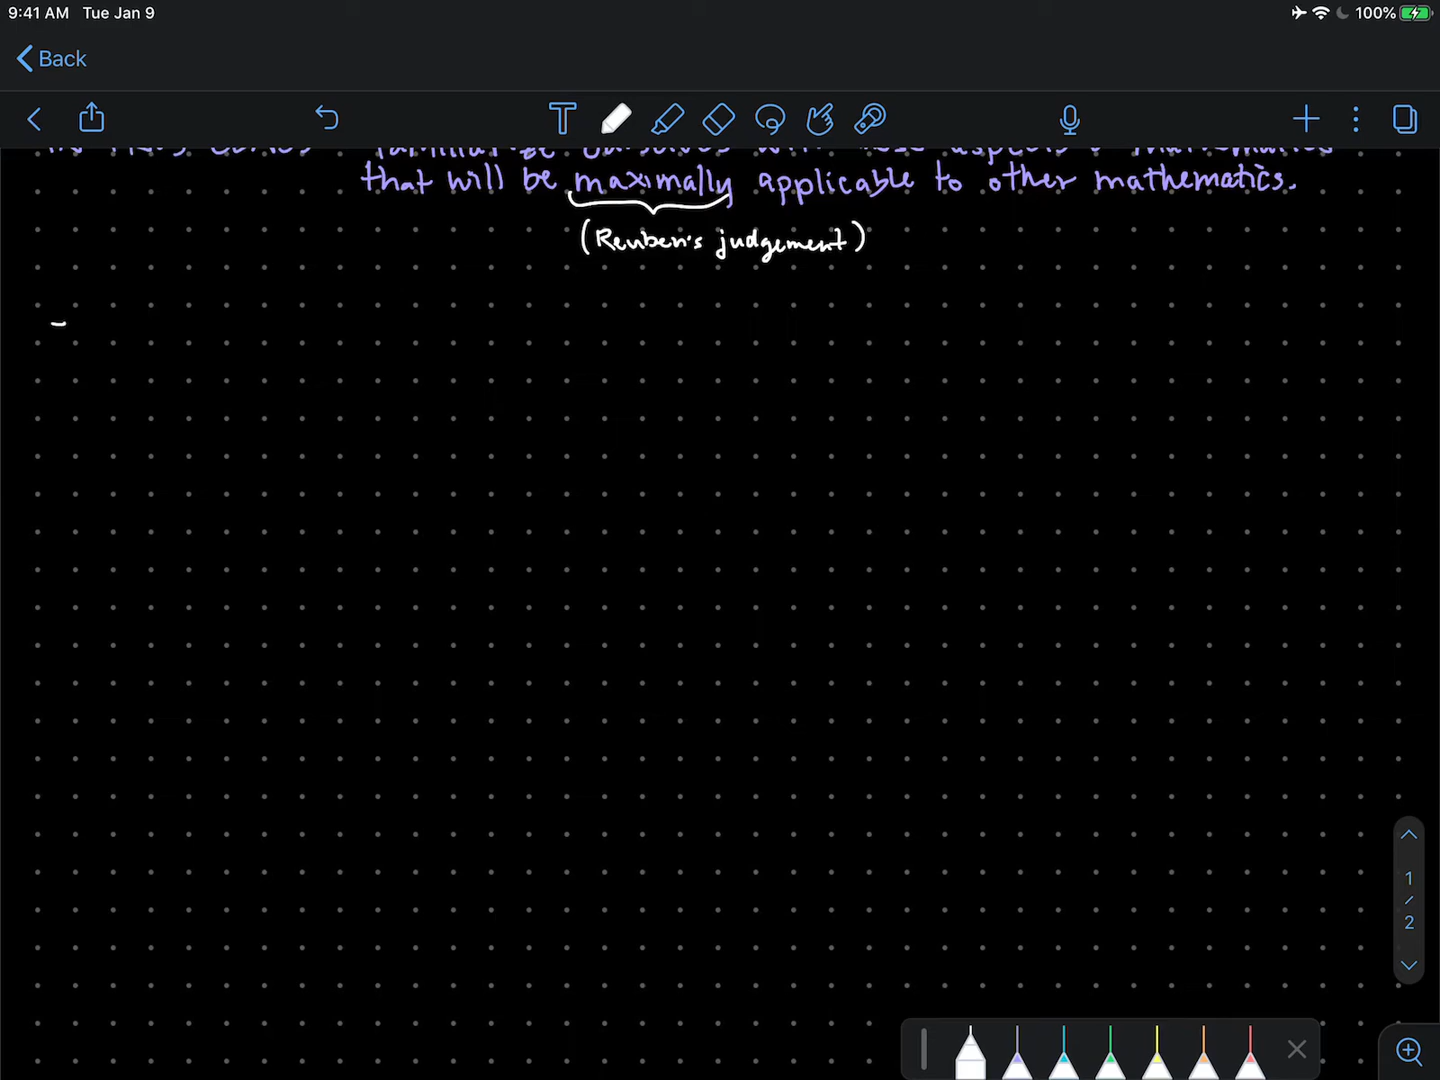 9:41 AM Tue Jan 9
100%
Back
that will be maximally applicable to other mathematics.
(Reuben's judgement)
-
1
/
2